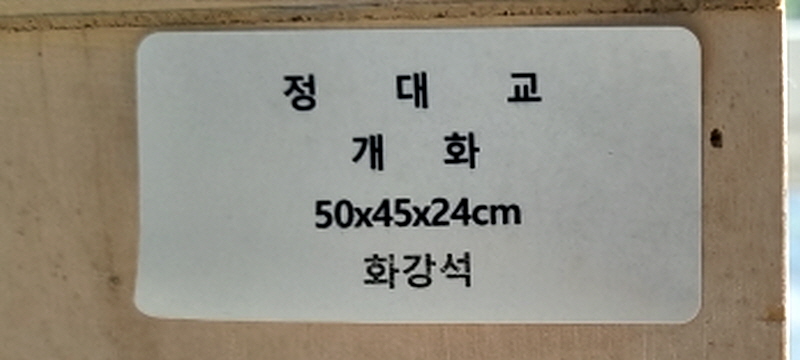 정 대 교
개 화
50x45x24cm
화강석